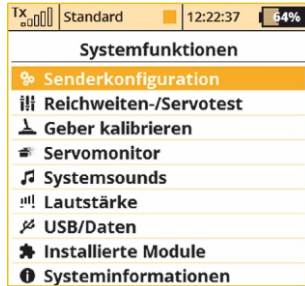 Tx Standard 12:22:37 64%
Systemfunktionen
Senderkonfiguration
Reichweiten-/Servotest
Geber kalibrieren
Servomonitor
Systemsounds
Lautstärke
USB/Daten
Installierte Module
Systeminformationen